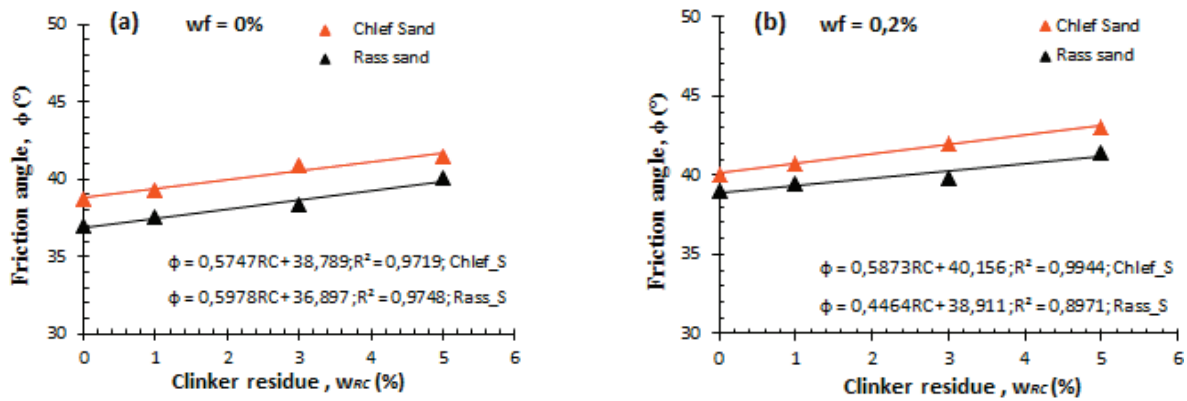 (a) wf = 0%
Chlef Sand
Rass sand
Friction angle, ϕ (°)
50
45
40
35
30
ϕ = 0,5747RC + 38,789; R² = 0,9719; Chlef_S
ϕ = 0,5978RC + 36,897; R² = 0,9748; Rass_S
0 1 2 3 4 5 6
Clinker residue , wRC (%)
(b) wf = 0,2%
Chlef Sand
Rass sand
Friction angle, ϕ (°)
50
45
40
35
30
ϕ = 0,5873RC + 40,156; R² = 0,9944; Chlef_S
ϕ = 0,4464RC + 38,911; R² = 0,8971; Rass_S
0 1 2 3 4 5 6
Clinker residue , wRC (%)